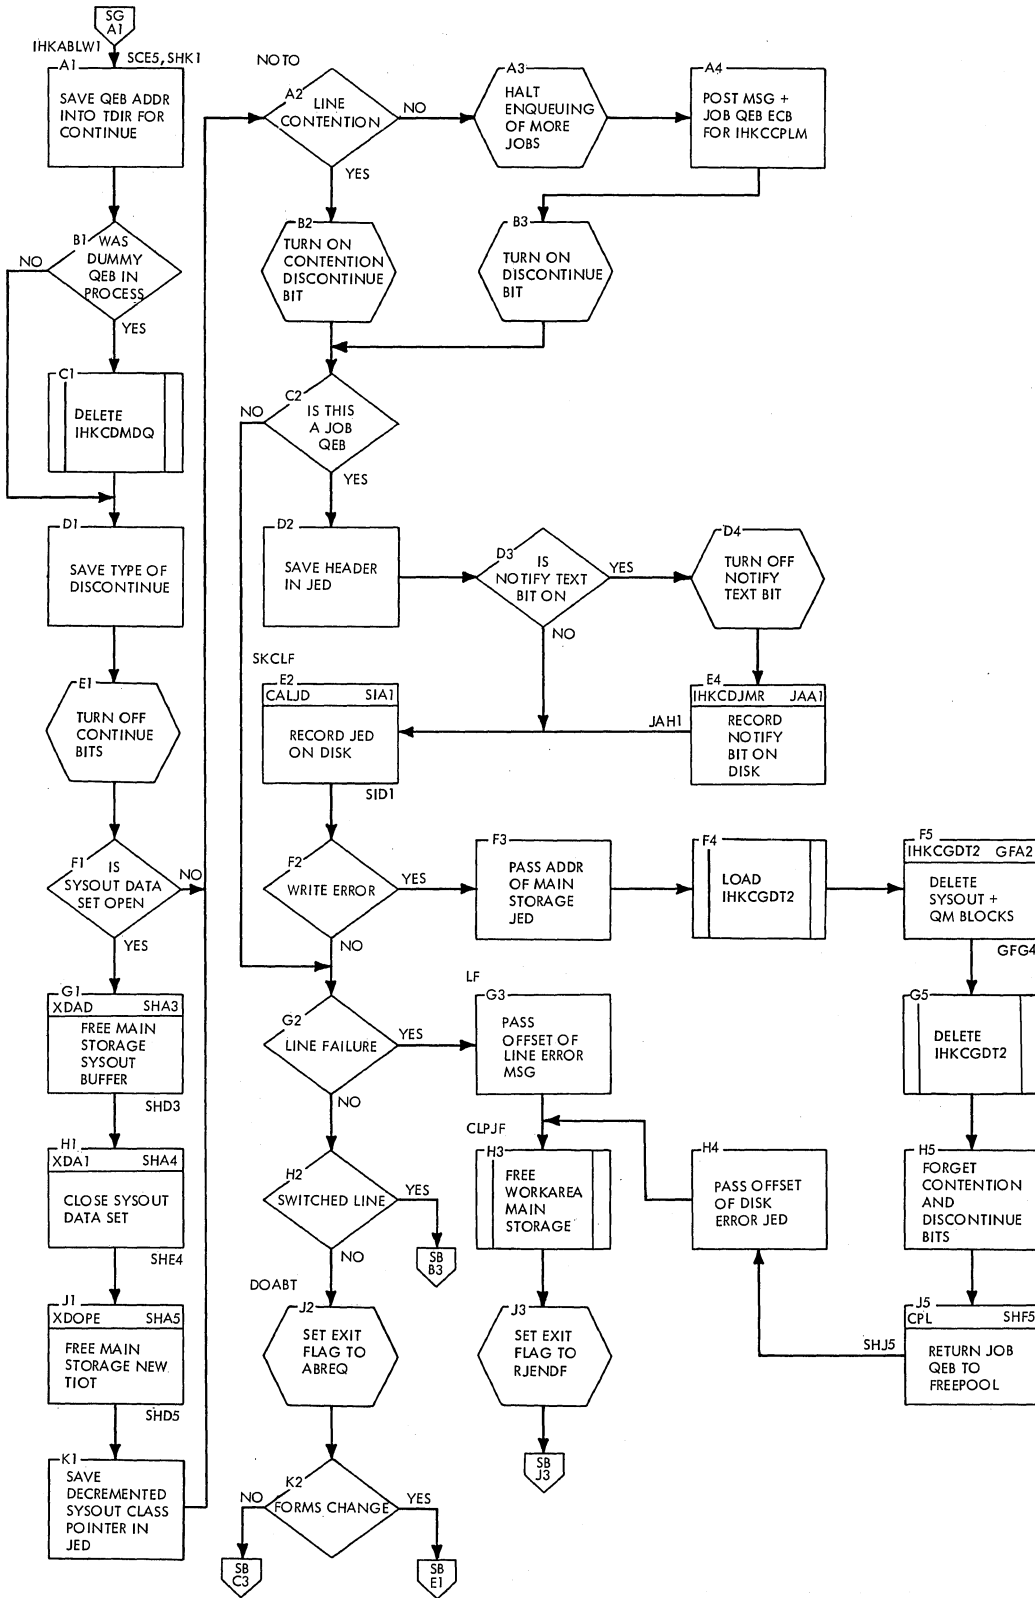 SG
A1
IHKABLW1
SCE5, SHK1
A1
SAVE QEB ADDR
INTO TDIR FOR
CONTINUE
B1
WAS
DUMMY
QEB IN
PROCESS
NO
YES
C1
DELETE
IHKCDMDQ
D1
SAVE TYPE OF
DISCONTINUE
E1
TURN OFF
CONTINUE
BITS
F1
IS
SYSOUT DATA
SET OPEN
NO
YES
G1
XDAD SHA3
FREE MAIN
STORAGE
SYSOUT
BUFFER
SHD3
H1
XDA1 SHA4
CLOSE SYSOUT
DATA SET
SHE4
J1
XDOPE SHA5
FREE MAIN
STORAGE NEW
TIOT
SHD5
K1
SAVE
DECREMENTED
SYSOUT CLASS
POINTER IN
JED
NOTO
A2
LINE
CONTENTION
NO
YES
A3
HALT
ENQUEUING
OF MORE
JOBS
A4
POST MSG +
JOB QEB ECB
FOR IHKCCPLM
B2
TURN ON
CONTENTION
DISCONTINUE
BIT
B3
TURN ON
DISCONTINUE
BIT
C2
IS THIS
A JOB
QEB
NO
YES
D2
SAVE HEADER
IN JED
D3
IS
NOTIFY TEXT
BIT ON
YES
NO
D4
TURN OFF
NOTIFY
TEXT BIT
SKCLF
E2
CALJD SIA1
RECORD JED
ON DISK
SID1
JAH1
E4
IHKCDJMR JAA1
RECORD
NOTIFY
BIT ON
DISK
F2
WRITE ERROR
YES
NO
F3
PASS ADDR
OF MAIN
STORAGE
JED
F4
LOAD
IHKCGDT2
F5
IHKCGDT2 GFA2
DELETE
SYSOUT +
QM BLOCKS
GFG4
G2
LINE FAILURE
YES
NO
LF
G3
PASS
OFFSET OF
LINE ERROR
MSG
G5
DELETE
IHKCGDT2
H2
SWITCHED LINE
YES
NO
SB
B3
CLPJF
H3
FREE
WORKAREA
MAIN
STORAGE
H4
PASS OFFSET
OF DISK
ERROR JED
H5
FORGET
CONTENTION
AND
DISCONTINUE
BITS
DOABT
J2
SET EXIT
FLAG TO
ABREQ
J3
SET EXIT
FLAG TO
RJENDF
SHJ5
J5
CPL SHF5
RETURN JOB
QEB TO
FREEPOOL
K2
FORMS CHANGE
NO
YES
SB
J3
SB
C3
SB
E1